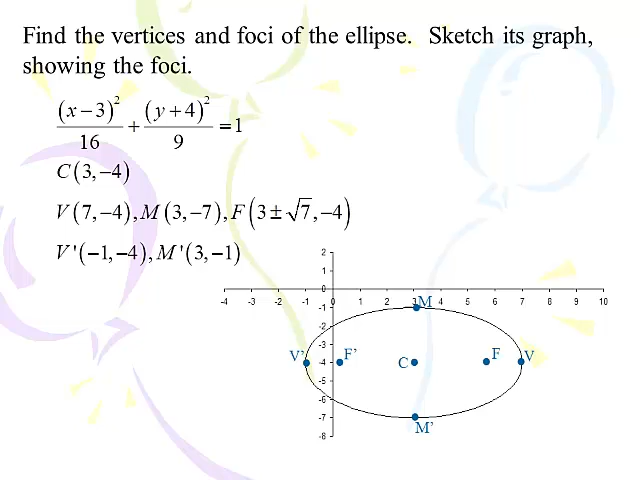 Find the vertices and foci of the ellipse. Sketch its graph,
showing the foci.
(x − 3)²/16 + (y + 4)²/9 = 1
C(3, −4)
V(7, −4), M(3, −7), F(3 ± √7, −4)
V'(−1, −4), M'(3, −1)
2
1
0
-4 -3 -2 -1 0 1 2 3 4 5 6 7 8 9 10
M
-1
-2
-3
V’ F’ C F V
-4
-5
-6
-7
M’
-8